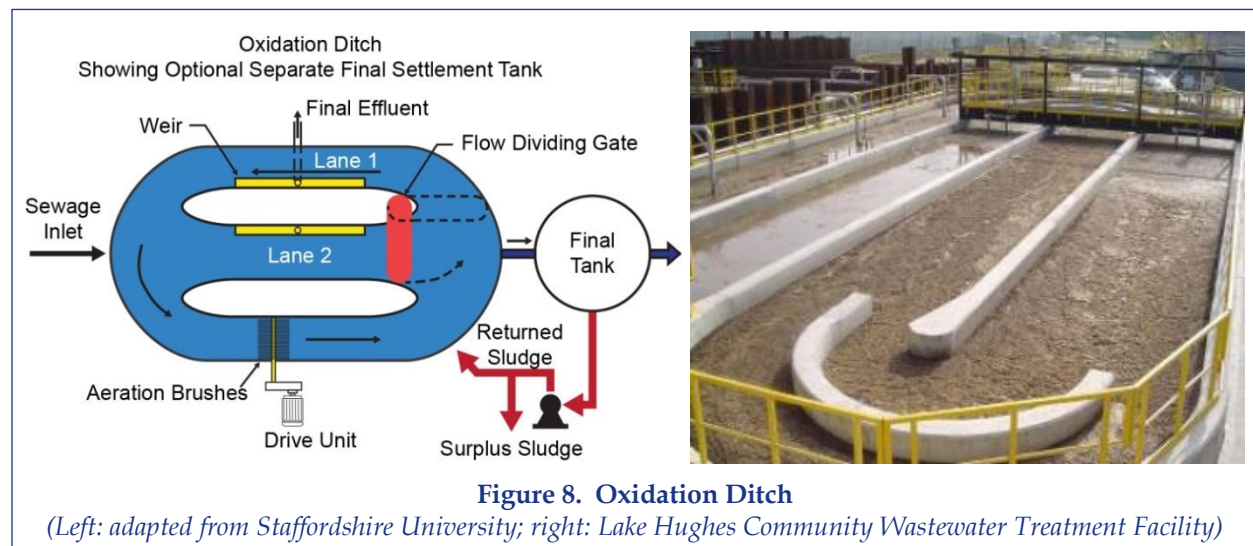 Oxidation Ditch
Showing Optional Separate Final Settlement Tank
Final Effluent
Weir
Lane 1
Flow Dividing Gate
Sewage
Inlet
Lane 2
Final
Tank
Returned
Sludge
Aeration Brushes
Drive Unit
Surplus Sludge
Figure 8. Oxidation Ditch
(Left: adapted from Staffordshire University; right: Lake Hughes Community Wastewater Treatment Facility)